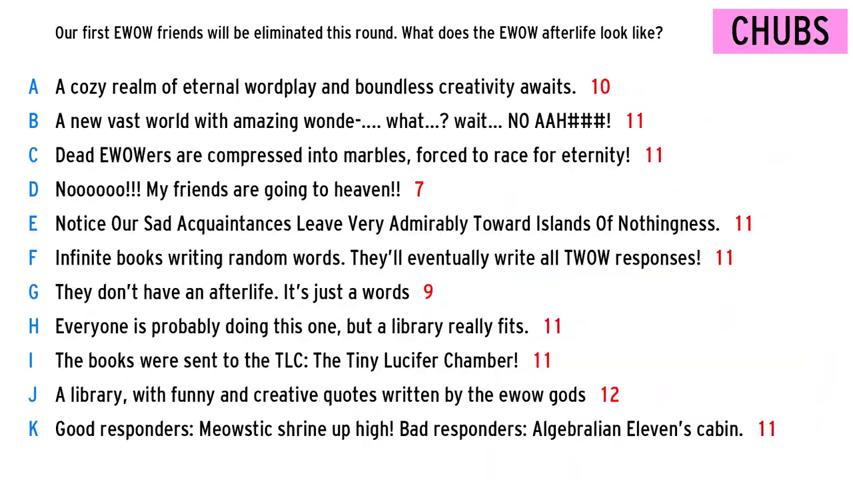 Our first EWOW friends will be eliminated this round. What does the EWOW afterlife look like?
CHUBS
A A cozy realm of eternal wordplay and boundless creativity awaits. 10
B A new vast world with amazing wonde-.... what...? wait... NO AAH###! 11
C Dead EWOWers are compressed into marbles, forced to race for eternity! 11
D Noooooo!!! My friends are going to heaven!! 7
E Notice Our Sad Acquaintances Leave Very Admirably Toward Islands Of Nothingness. 11
F Infinite books writing random words. They'll eventually write all TWOW responses! 11
G They don't have an afterlife. It's just a words 9
H Everyone is probably doing this one, but a library really fits. 11
I The books were sent to the TLC: The Tiny Lucifer Chamber! 11
J A library, with funny and creative quotes written by the ewow gods 12
K Good responders: Meowstic shrine up high! Bad responders: Algebralian Eleven's cabin. 11